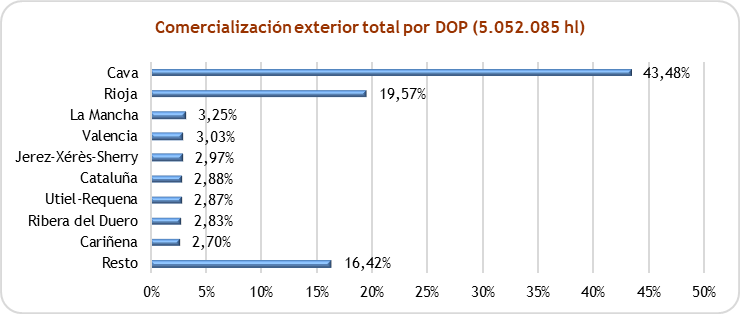 Comercialización exterior total por DOP (5.052.085 hl)
Cava 43,48%
Rioja 19,57%
La Mancha 3,25%
Valencia 3,03%
Jerez-Xérès-Sherry 2,97%
Cataluña 2,88%
Utiel-Requena 2,87%
Ribera del Duero 2,83%
Cariñena 2,70%
Resto 16,42%
0% 5% 10% 15% 20% 25% 30% 35% 40% 45% 50%